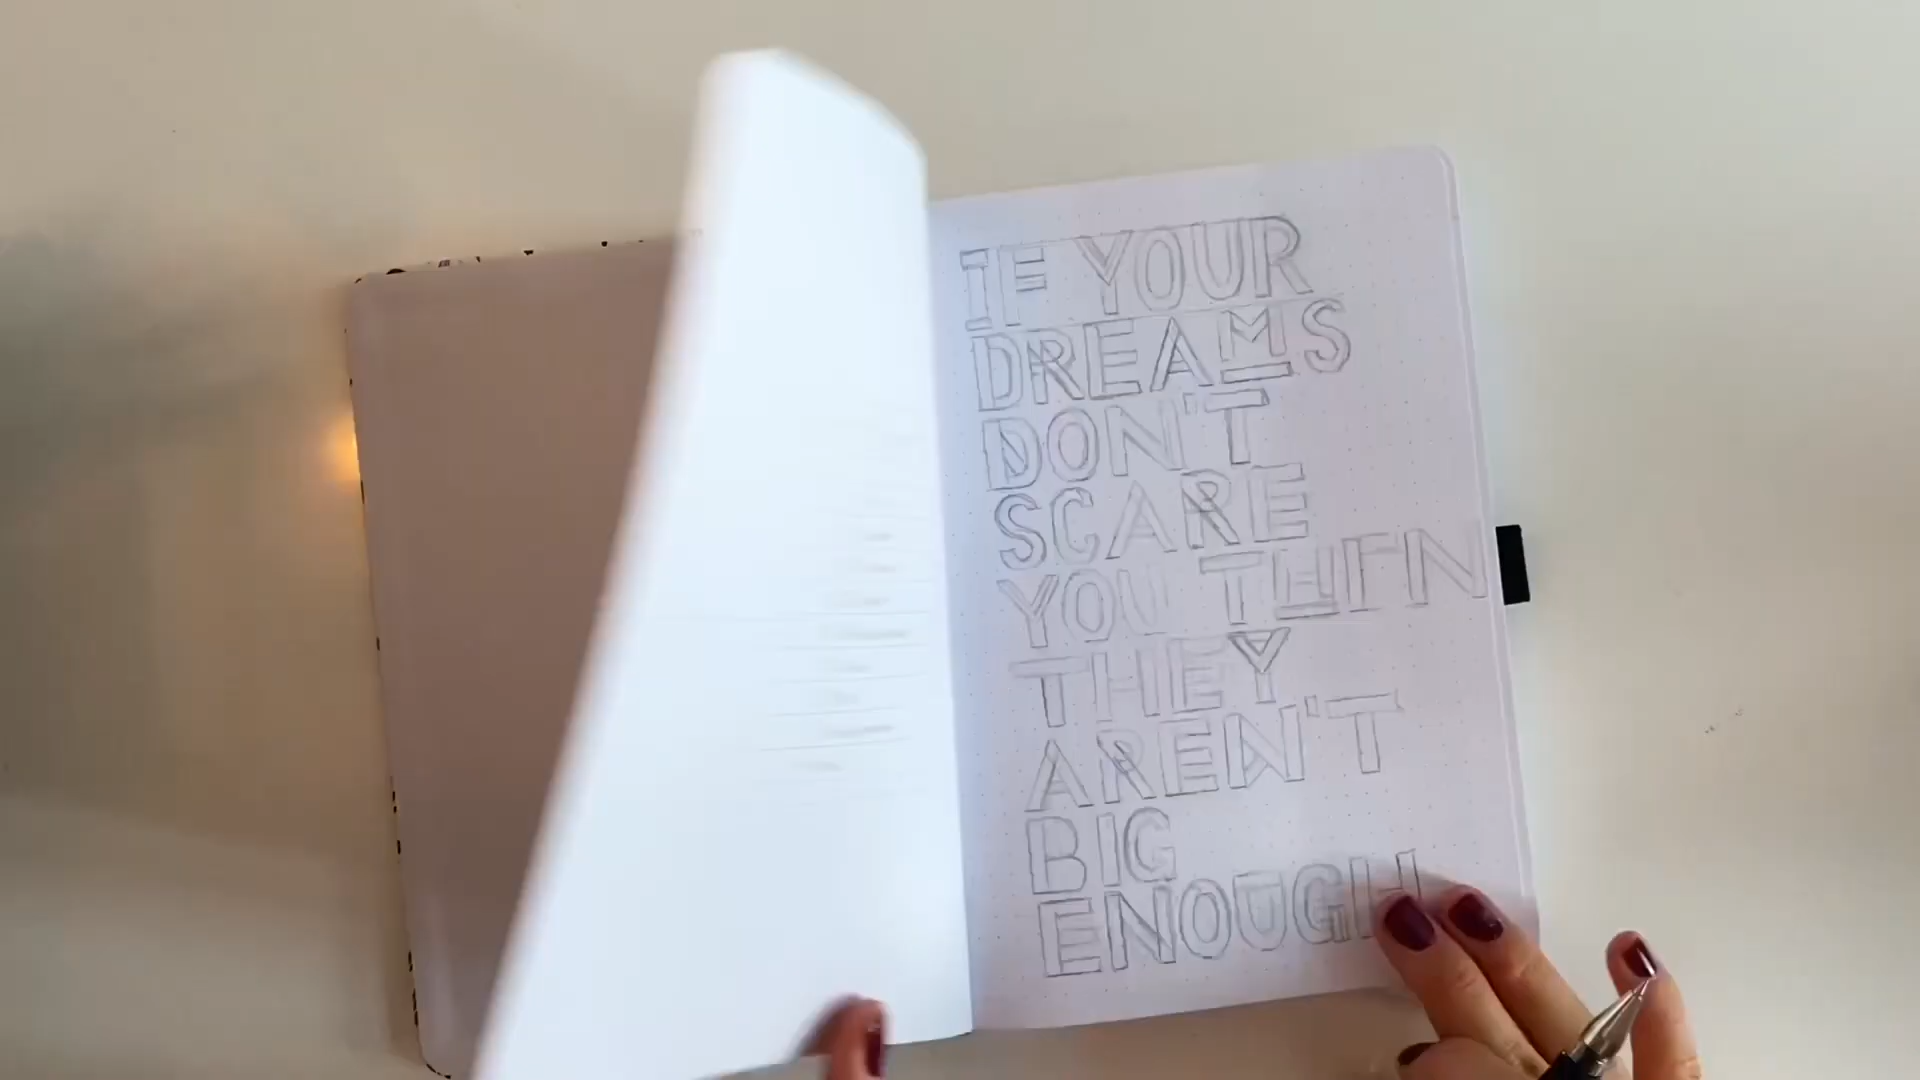 IF YOUR
DREAMS
DON'T
SCARE
YOU THEN
THEY
AREN'T
BIG
ENOUGH